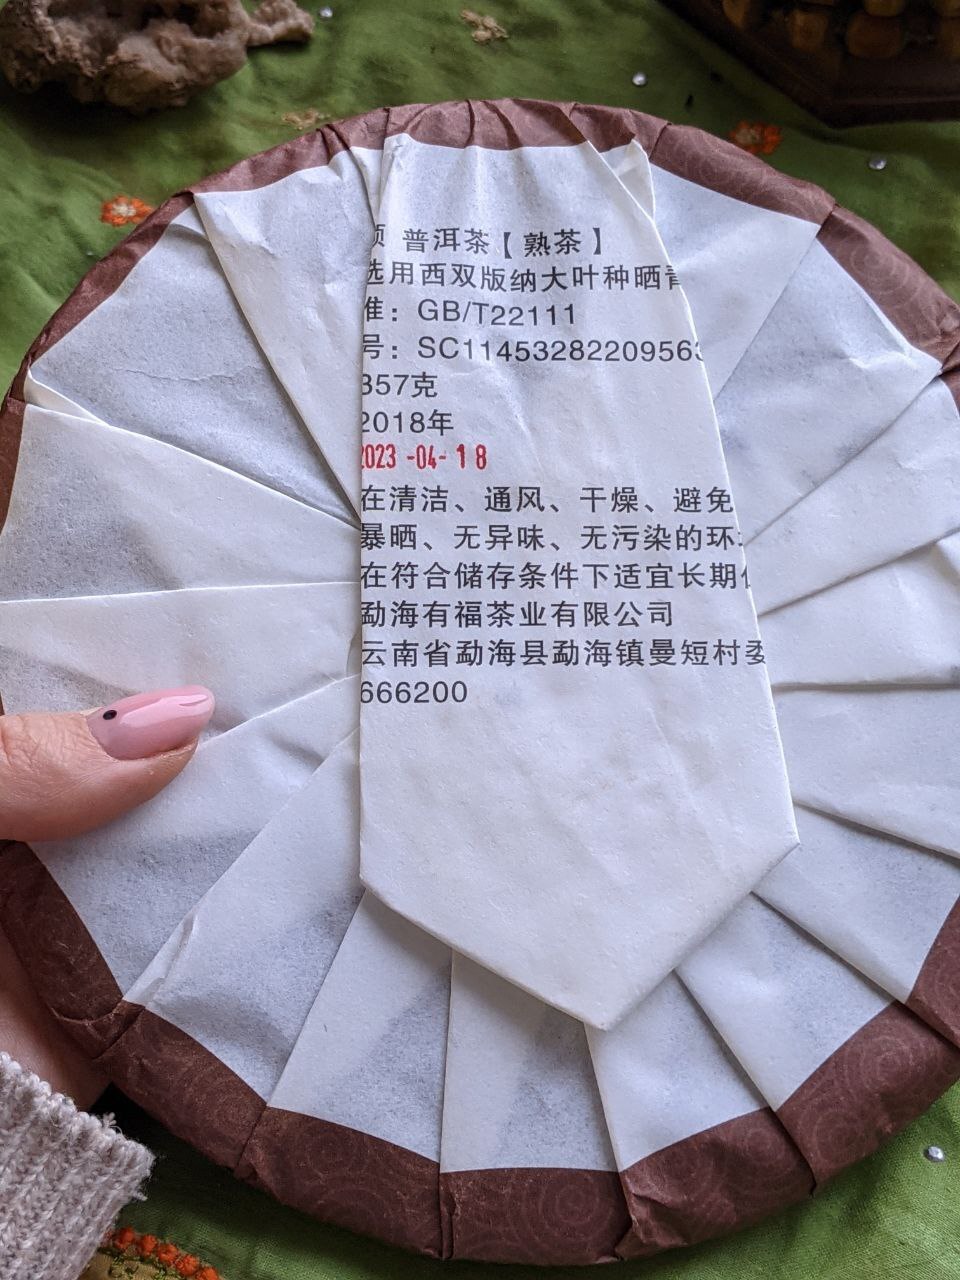 普洱茶【熟茶】
选用西双版纳大叶种晒青
准：GB/T22111
号：SC11453282209563
357克
2018年
2023 -04- 18
在清洁、通风、干燥、避免
暴晒、无异味、无污染的环
在符合储存条件下适宜长期
勐海有福茶业有限公司
云南省勐海县勐海镇曼短村委
666200